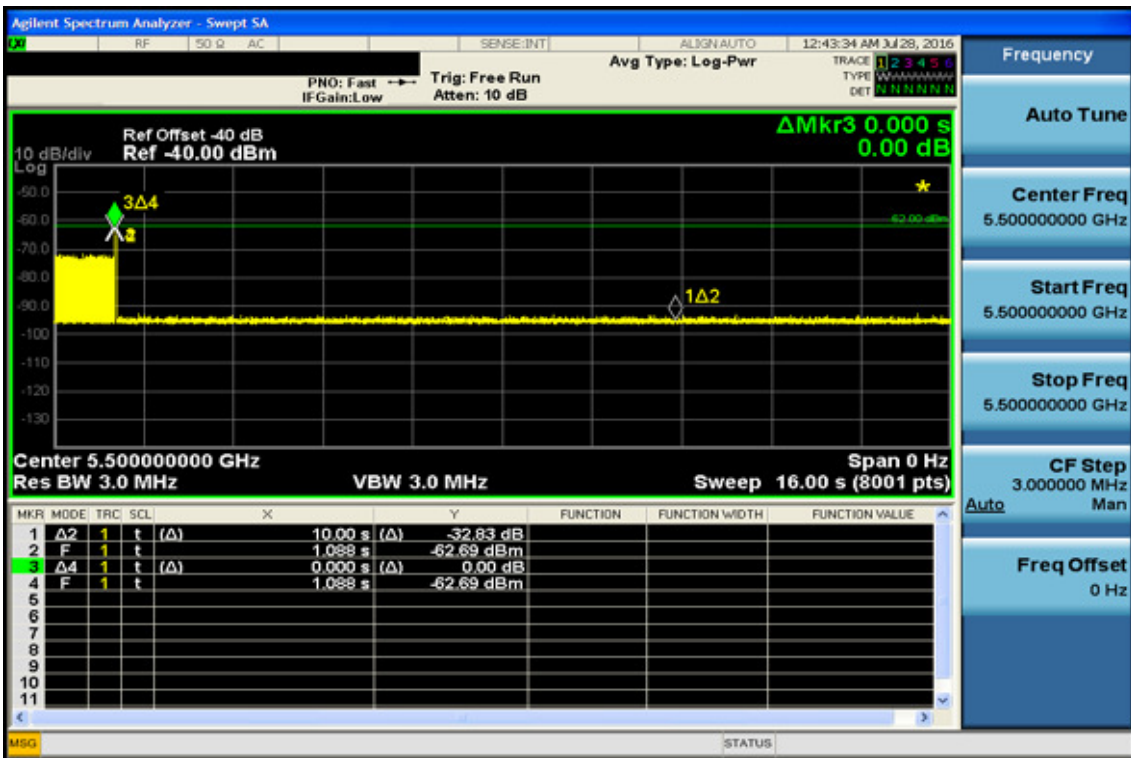 Agilent Spectrum Analyzer - Swept SA
LXI RF 50 Ω AC SENSE:INT ALIGN AUTO 12:43:34 AM Jul 28, 2016
Avg Type: Log-Pwr TRACE 1 2 3 4 5 6
PNO: Fast Trig: Free Run TYPE WWWWWW
IFGain:Low Atten: 10 dB DET N N N N N N
ΔMkr3 0.000 s
0.00 dB
Ref Offset -40 dB
10 dB/div Ref -40.00 dBm
Log
-50.0
3Δ4
-60.0
-62.00 dBm
2
-70.0
-80.0
-90.0
1Δ2
-100
-110
-120
-130
Center 5.500000000 GHz Span 0 Hz
Res BW 3.0 MHz VBW 3.0 MHz Sweep 16.00 s (8001 pts)
MKR MODE TRC SCL X Y FUNCTION FUNCTION WIDTH FUNCTION VALUE
1 Δ2 1 t (Δ) 10.00 s (Δ) -32.83 dB
2 F 1 t 1.088 s -62.69 dBm
3 Δ4 1 t (Δ) 0.000 s (Δ) 0.00 dB
4 F 1 t 1.088 s -62.69 dBm
5
6
7
8
9
10
11
MSG STATUS
Frequency
Auto Tune
Center Freq
5.500000000 GHz
Start Freq
5.500000000 GHz
Stop Freq
5.500000000 GHz
CF Step
3.000000 MHz
Auto Man
Freq Offset
0 Hz